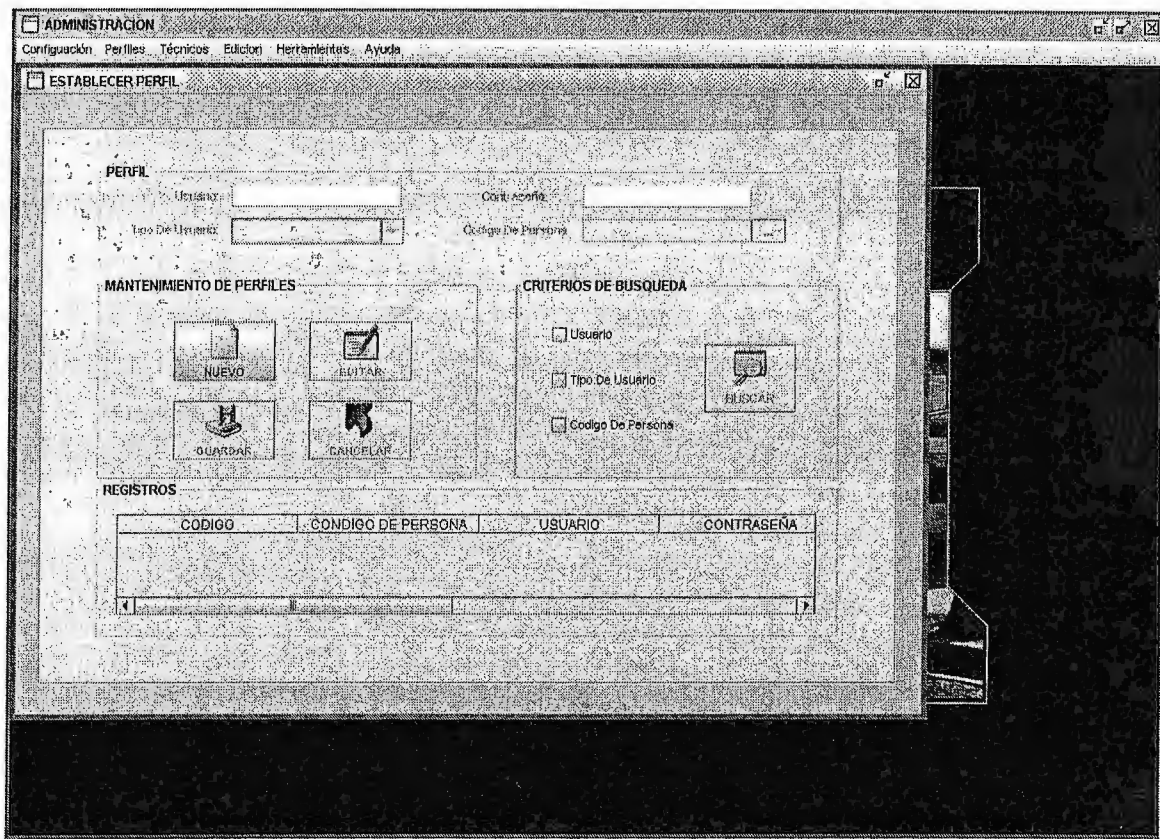 ADMINISTRACION
Configuación Perfiles Técnicos Edicion Herramientas Ayuda
ESTABLECER PERFIL
PERFIL
Usuario: Contraseña:
Tipo De Usuario: Codigo De Persona
MANTENIMIENTO DE PERFILES CRITERIOS DE BUSQUEDA
Usuario
NUEVO EDITAR
Tipo De Usuario BUSCAR
Codigo De Persona
GUARDAR CANCELAR
REGISTROS
CODIGO CONDIGO DE PERSONA USUARIO CONTRASEÑA